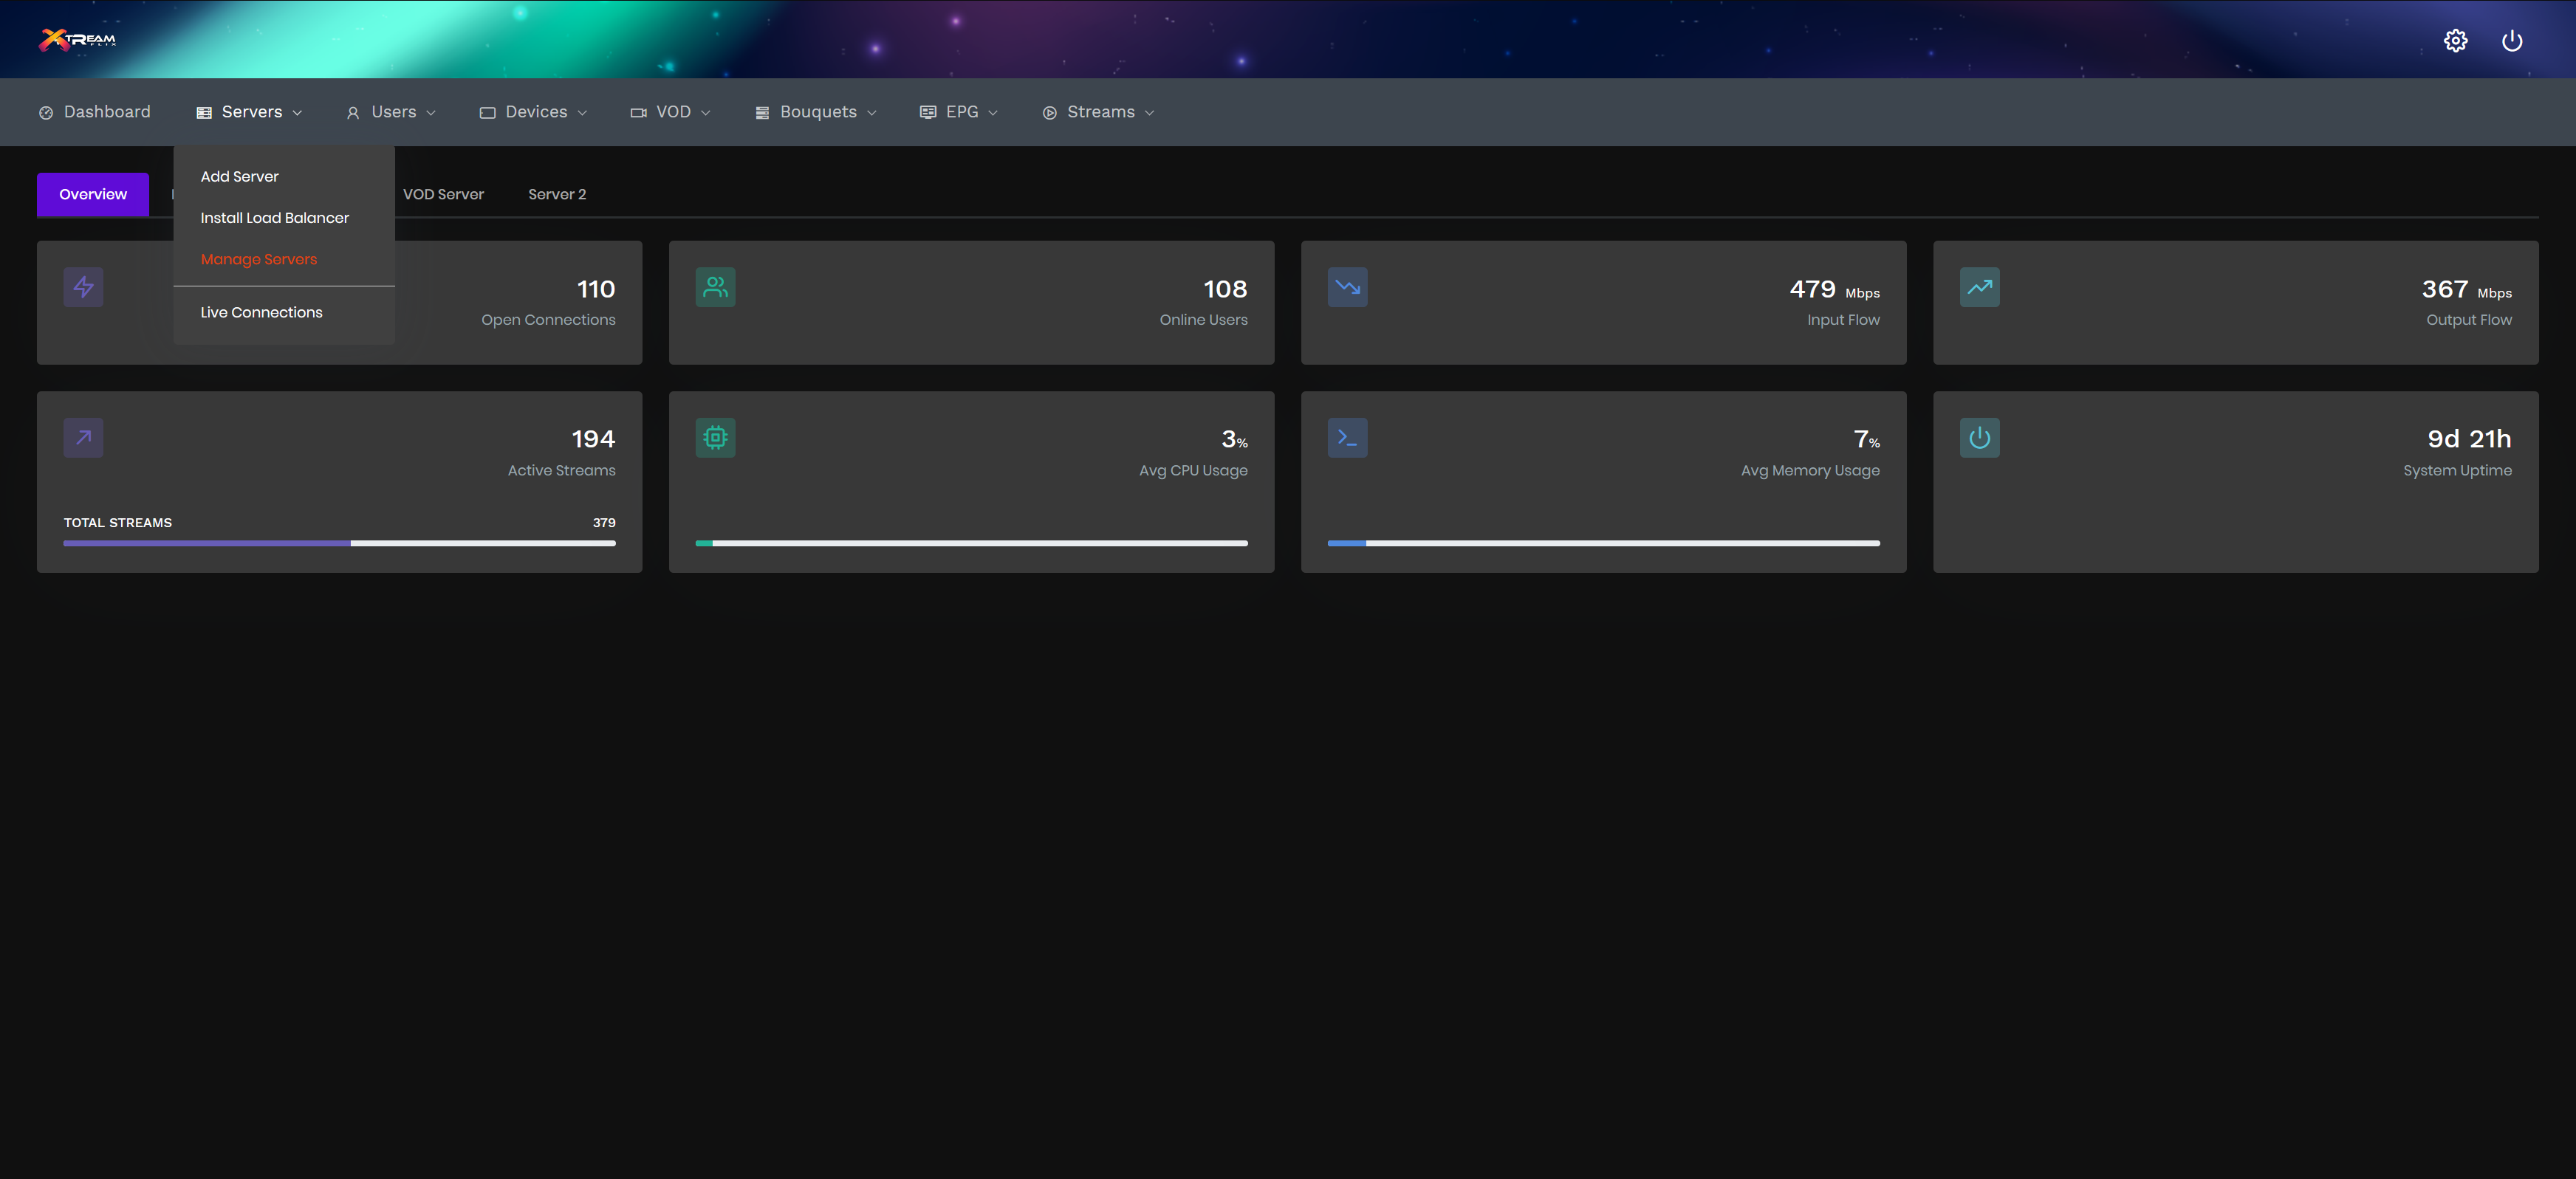 XTREAM
FLIX
Dashboard
Servers
Users
Devices
VOD
Bouquets
EPG
Streams
Add Server
Install Load Balancer
Manage Servers
Live Connections
Overview
VOD Server
Server 2
110
Open Connections
108
Online Users
479 Mbps
Input Flow
367 Mbps
Output Flow
194
Active Streams
TOTAL STREAMS 379
3%
Avg CPU Usage
7%
Avg Memory Usage
9d 21h
System Uptime